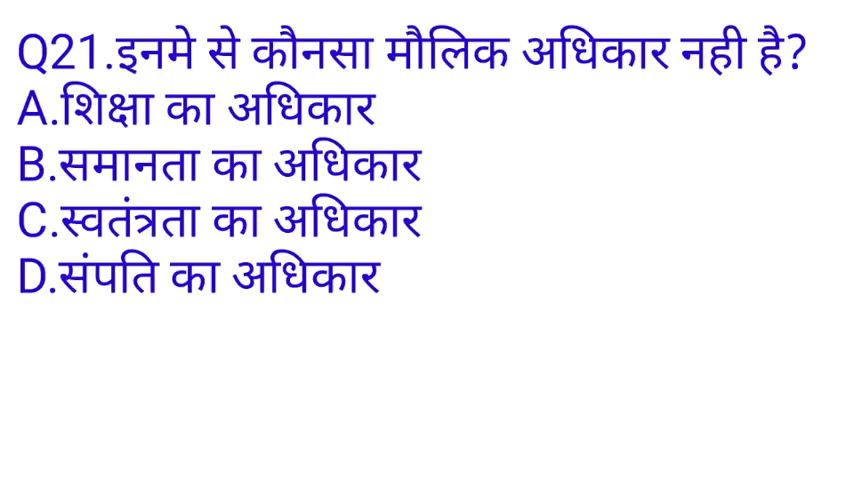 Q21.इनमे से कौनसा मौलिक अधिकार नही है?
A.शिक्षा का अधिकार
B.समानता का अधिकार
C.स्वतंत्रता का अधिकार
D.संपति का अधिकार